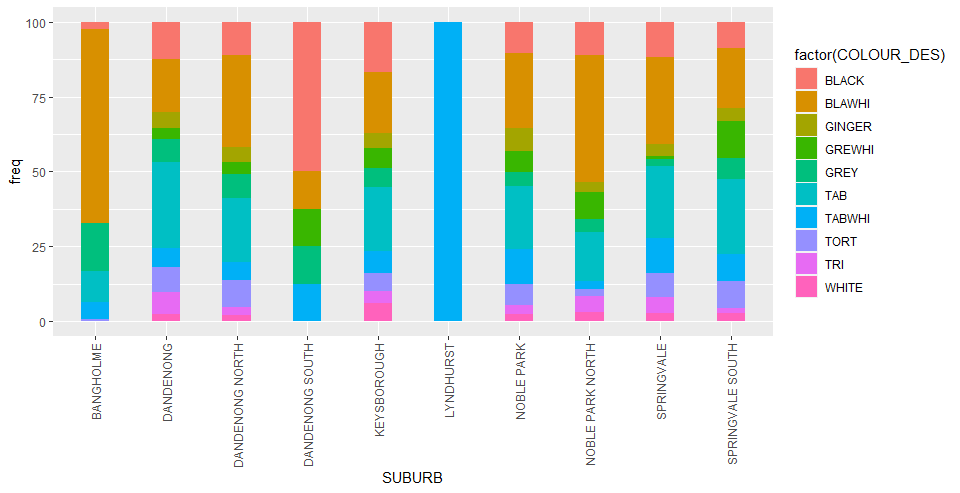 100
75
50
25
0
freq
BANGHOLME
DANDENONG
DANDENONG NORTH
DANDENONG SOUTH
KEYSBOROUGH
LYNDHURST
NOBLE PARK
NOBLE PARK NORTH
SPRINGVALE
SPRINGVALE SOUTH
SUBURB
factor(COLOUR_DES)
BLACK
BLAWHI
GINGER
GREWHI
GREY
TAB
TABWHI
TORT
TRI
WHITE